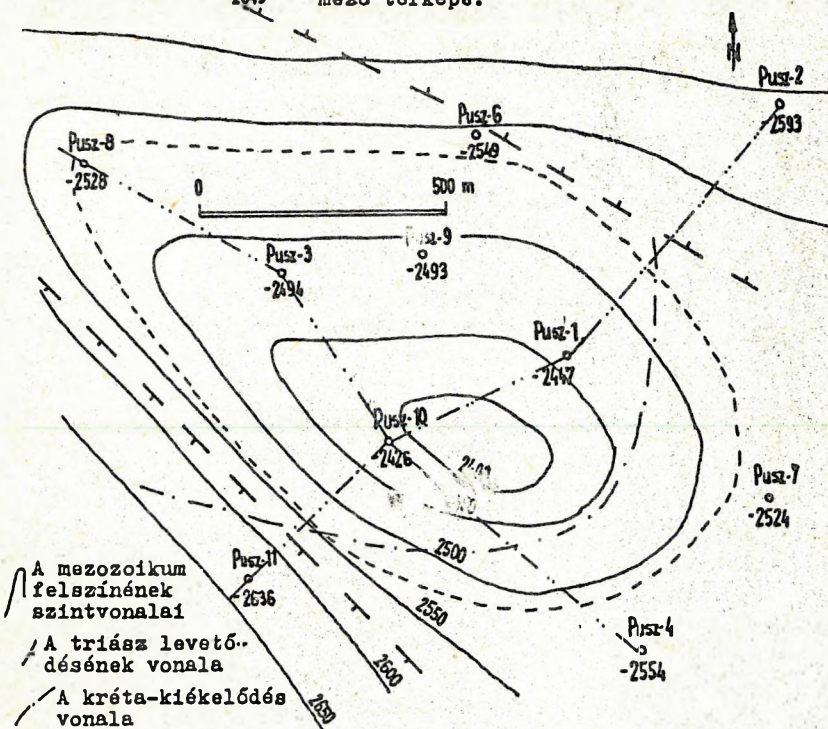 2649
mező térképe.
N
Pusz-2
-2593
Pusz-6
-2549
Pusz-8
-2528
0
500 m
Pusz-9
-2493
Pusz-3
-2494
Pusz-1
-2447
Pusz-10
-2426
Pusz-7
-2524
2500
Pusz-11
-2636
2550
Pusz-4
-2554
2600
2650
A mezozoikum
felszínének
szintvonalai
A triász levető-
désének vonala
A kréta-kiékelődés
vonala